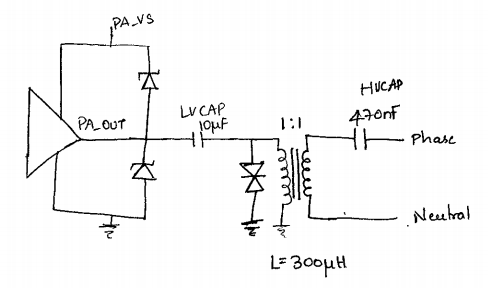 PA_VS
HVCAP
LVCAP
470nF
PA_OUT
10µF
1:1
Phase
Neutral
L=300µH